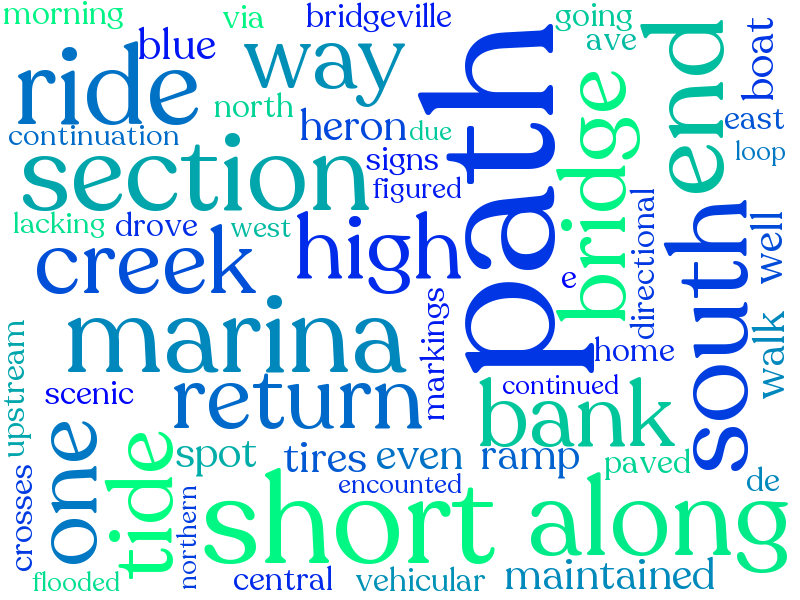 morning
via
bridgeville
going
ave
blue
way
ride
path
end
boat
north
heron
due
east
continuation
signs
loop
section
figured
bridge
lacking
drove
west
high
directional
south
well
creek
e
marina
markings
home
walk
upstream
scenic
return
continued
bank
one
tide
spot
tires
even
ramp
paved
crosses
encounted
de
northern
short
along
flooded
central
vehicular
maintained